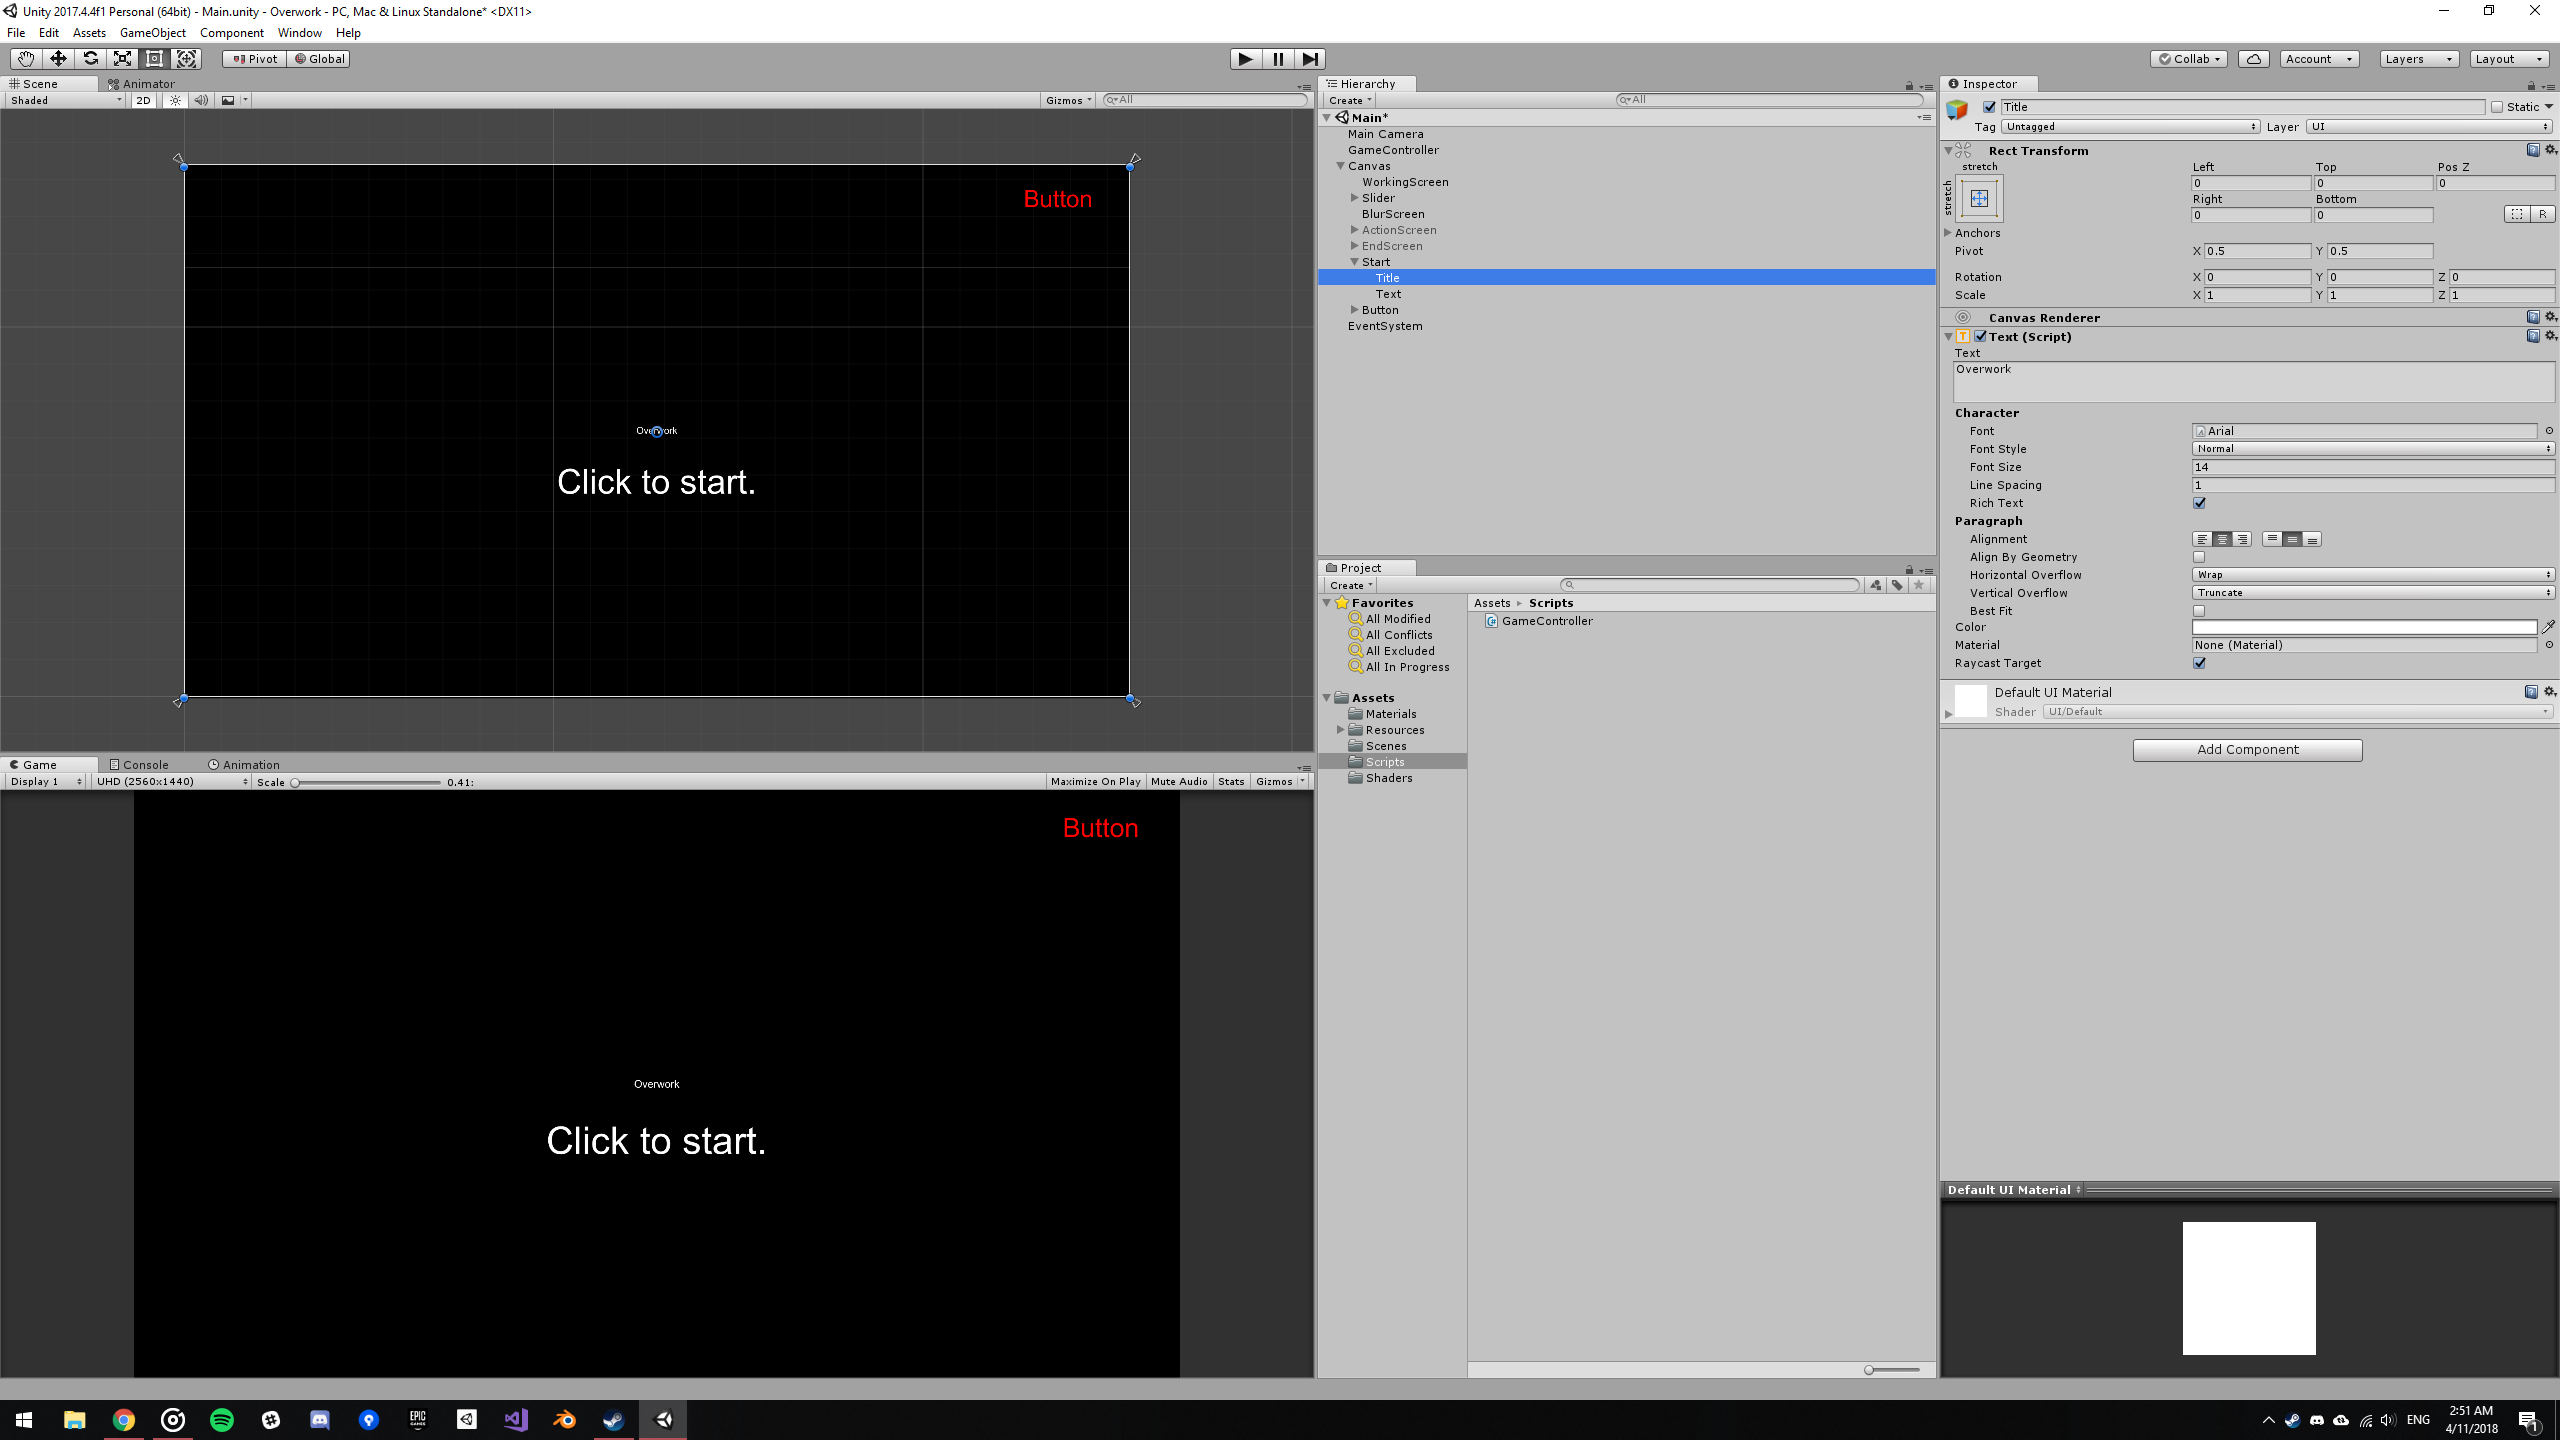 Unity 2017.4.4f1 Personal (64bit) - Main.unity - Overwork - PC, Mac & Linux Standalone* <DX11>
File Edit Assets GameObject Component Window Help
Pivot Global
Collab Account Layers Layout
Scene Animator
Shaded 2D Gizmos All
Button
Overwork
Click to start.
Game Console Animation
Display 1 UHD (2560x1440) Scale 0.41: Maximize On Play Mute Audio Stats Gizmos
Button
Overwork
Click to start.
Hierarchy
Create All
Main*
Main Camera
GameController
Canvas
WorkingScreen
Slider
BlurScreen
ActionScreen
EndScreen
Start
Title
Text
Button
EventSystem
Project
Create
Favorites
All Modified
All Conflicts
All Excluded
All In Progress
Assets
Materials
Resources
Scenes
Scripts
Shaders
Assets Scripts
GameController
Inspector
Title Static
Tag Untagged Layer UI
Rect Transform
stretch Left Top Pos Z
stretch 0 0 0
Right Bottom
0 0 R
Anchors
Pivot X 0.5 Y 0.5
Rotation X 0 Y 0 Z 0
Scale X 1 Y 1 Z 1
Canvas Renderer
T Text (Script)
Text
Overwork
Character
Font Arial
Font Style Normal
Font Size 14
Line Spacing 1
Rich Text
Paragraph
Alignment
Align By Geometry
Horizontal Overflow Wrap
Vertical Overflow Truncate
Best Fit
Color
Material None (Material)
Raycast Target
Default UI Material
Shader UI/Default
Add Component
Default UI Material
EPIC
GAMES
ENG
2:51 AM
4/11/2018
1